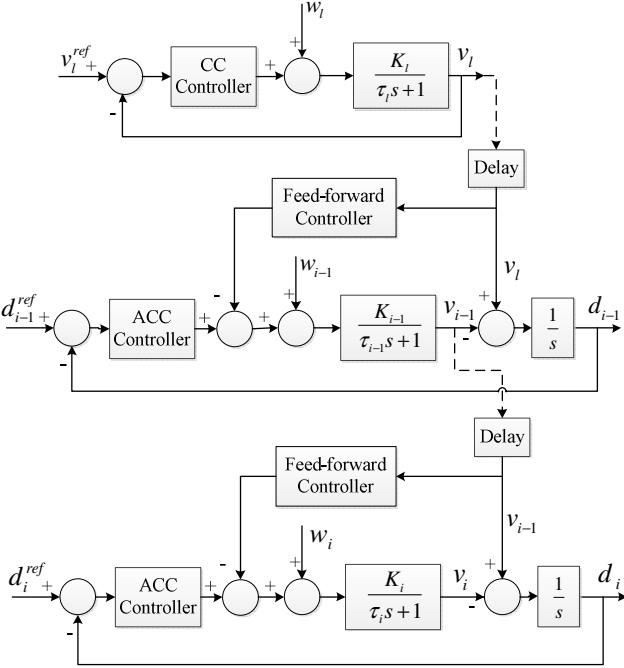 w_l
v_l^{ref} + - CC Controller + + K_l / (τ_l s+1) v_l
Delay
Feed-forward Controller
w_{i−1} v_l
d_{i−1}^{ref} + - ACC Controller + - + + K_{i−1} / (τ_{i−1} s+1) v_{i−1} - + 1/s d_{i−1}
Delay
Feed-forward Controller
w_i v_{i−1}
d_i^{ref} + - ACC Controller + - + + K_i / (τ_i s+1) v_i - + 1/s d_i